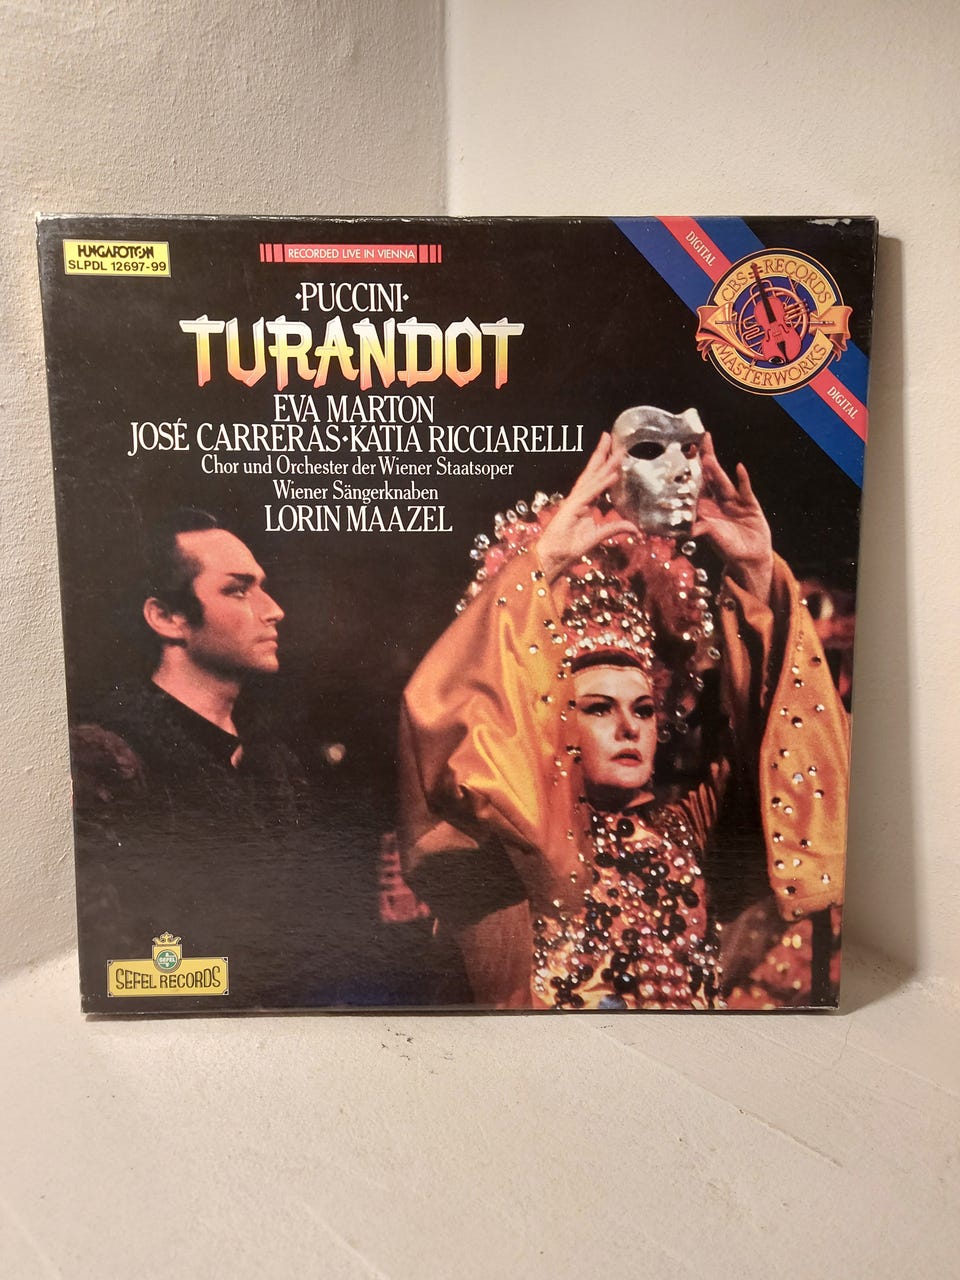 HUNGAROTON
SLPDL 12697-99
RECORDED LIVE IN VIENNA
DIGITAL
CBS RECORDS
MASTERWORKS
DIGITAL
·PUCCINI·
TURANDOT
EVA MARTON
JOSÉ CARRERAS·KATIA RICCIARELLI
Chor und Orchester der Wiener Staatsoper
Wiener Sängerknaben
LORIN MAAZEL
SEFEL
SEFEL RECORDS